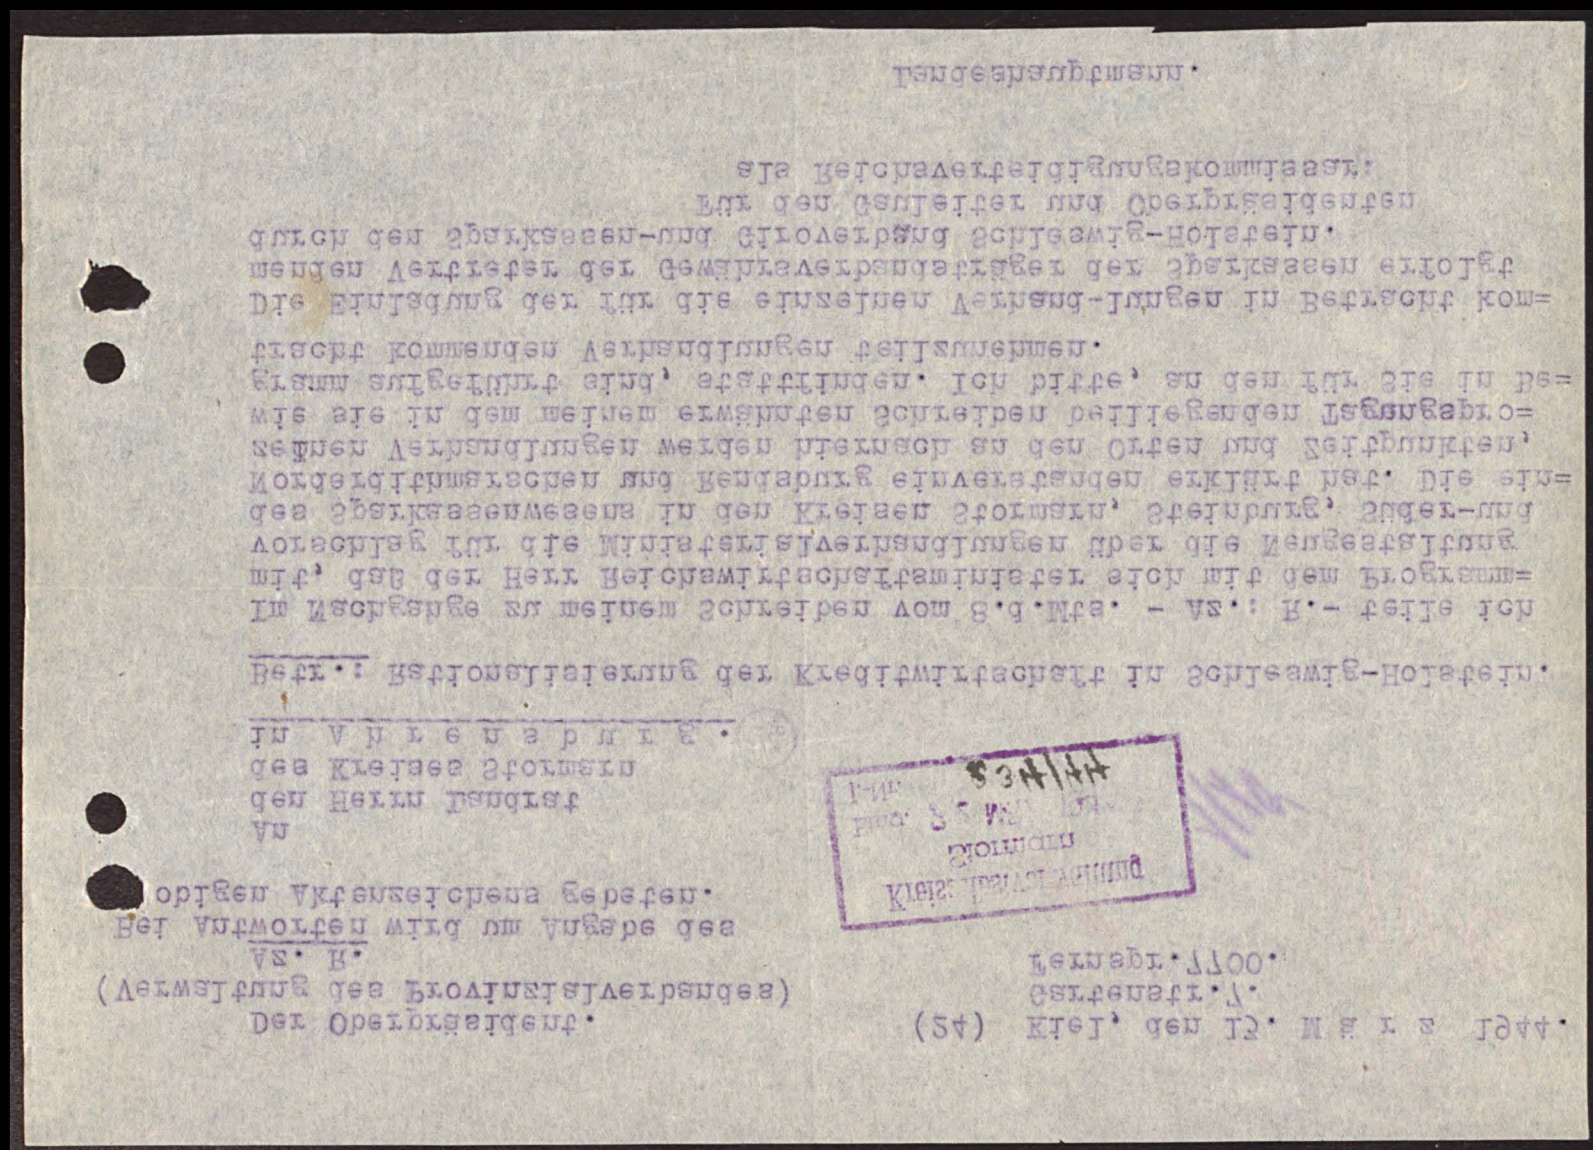 Der Oberpräsident.
(Verwaltung des Provinzialverbandes)
Az. R.
Bei Antworten wird um Angabe des
obigen Aktenzeichens gebeten.
(24) Kiel, den 13. M ä r z 1944.
Gartenstr.7.
Fernspr.7700.
Stormarn
Eing. 22
234/44
An
den Herrn Landrat
des Kreises Stormarn
in A h r e n s b u r g .
Betr.: Rationalisierung der Kreditwirtschaft in Schleswig-Holstein.
Im Nachgange zu meinem Schreiben vom 8.d.Mts. - Az.: R.- teile ich
mit, daß der Herr Reichswirtschaftsminister sich mit dem Programm=
vorschlag für die Ministerialverhandlungen über die Neugestaltung
des Sparkassenwesens in den Kreisen Stormarn, Steinburg, Süder-und
Norderdithmarschen und Rendsburg einverstanden erklärt hat. Die ein=
zelnen Verhandlungen werden hiernach an den Orten und Zeitpunkten,
wie sie in dem meinem erwähnten Schreiben beiliegenden Tagungspro=
gramm aufgeführt sind, stattfinden. Ich bitte, an den für Sie in Be=
tracht kommenden Verhandlungen teilzunehmen.
Die Einladung der für die einzelnen Verhand-lungen in Betracht kom=
menden Vertreter der Gewährsverbandsträger der Sparkassen erfolgt
durch den Sparkassen-und Giroverband Schleswig-Holstein.
Für den Gauleiter und Oberpräsidenten
als Reichsverteidigungskommissar:
Landeshauptmann.